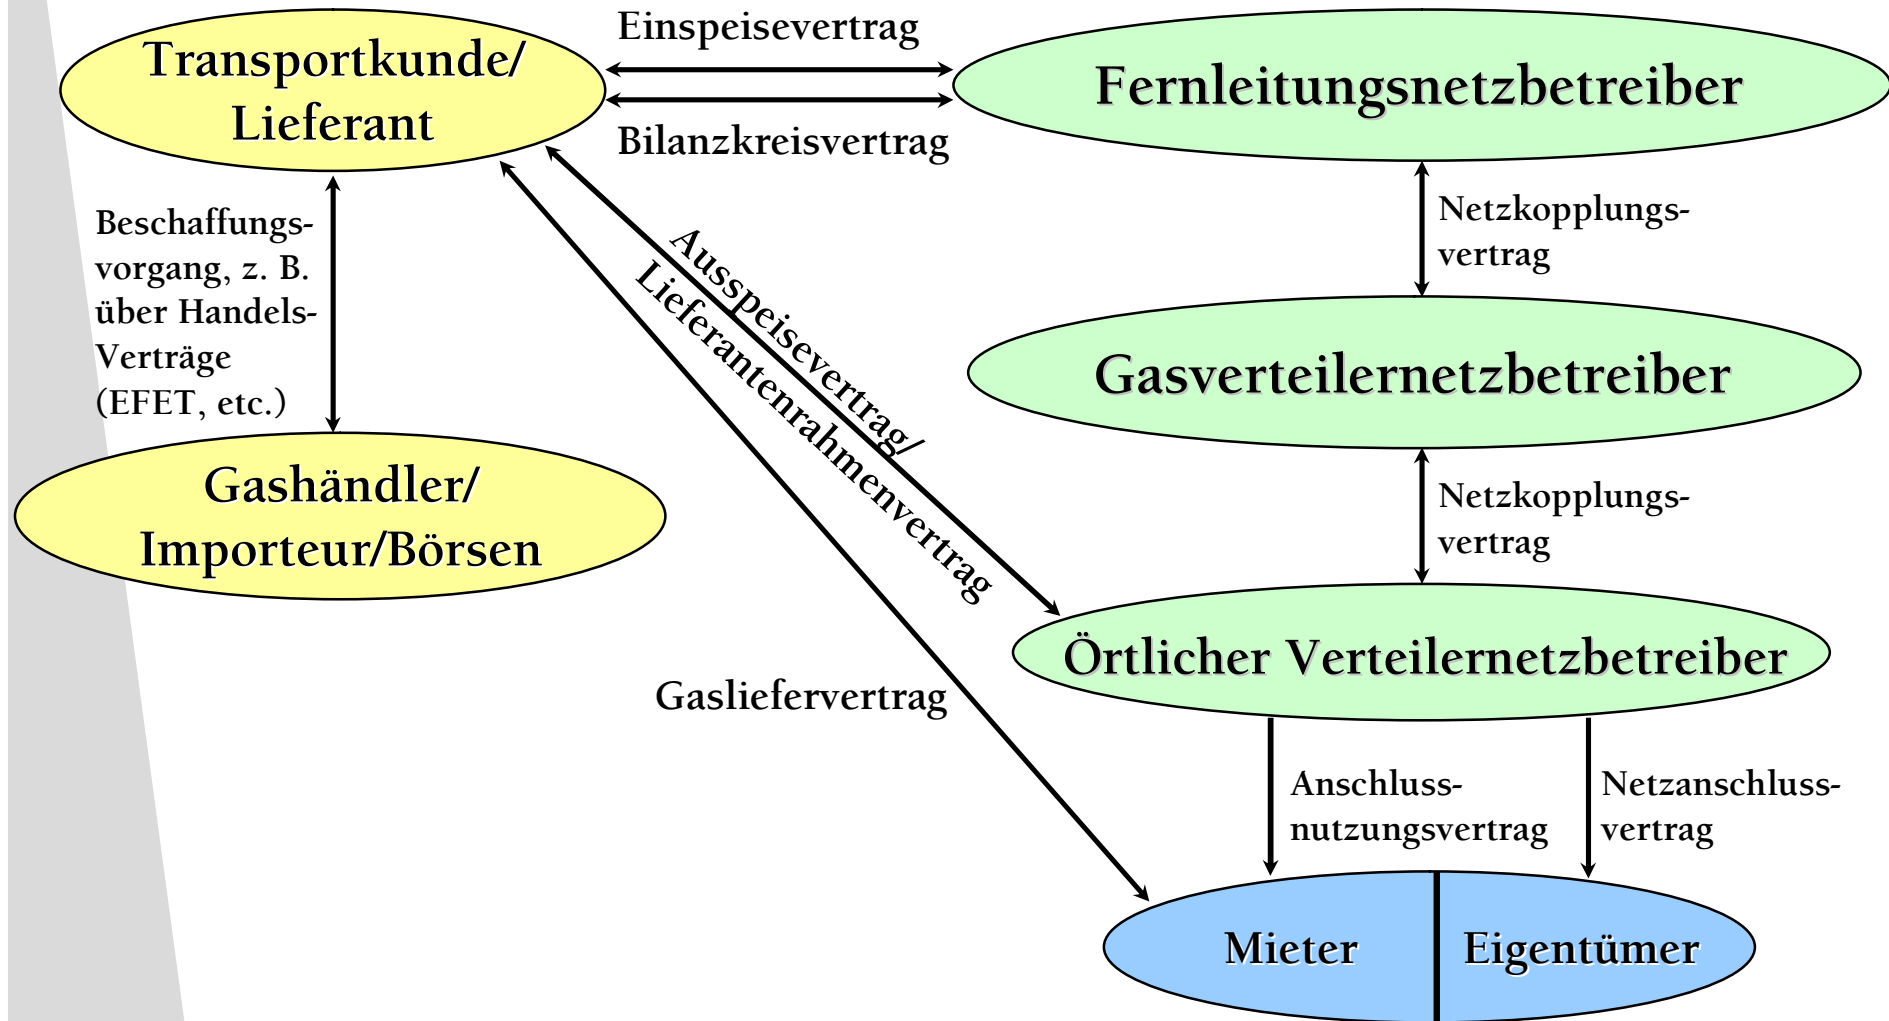 Einspeisevertrag
Transportkunde/
Lieferant
Fernleitungsnetzbetreiber
Bilanzkreisvertrag
Beschaffungs-
vorgang, z. B.
über Handels-
Verträge
(EFET, etc.)
Netzkopplungs-
vertrag
Ausspeisevertrag/
Lieferantenrahmenvertrag
Gasverteilernetzbetreiber
Gashändler/
Importeur/Börsen
Netzkopplungs-
vertrag
Örtlicher Verteilernetzbetreiber
Gasliefervertrag
Anschluss-
nutzungsvertrag
Netzanschluss-
vertrag
Mieter
Eigentümer